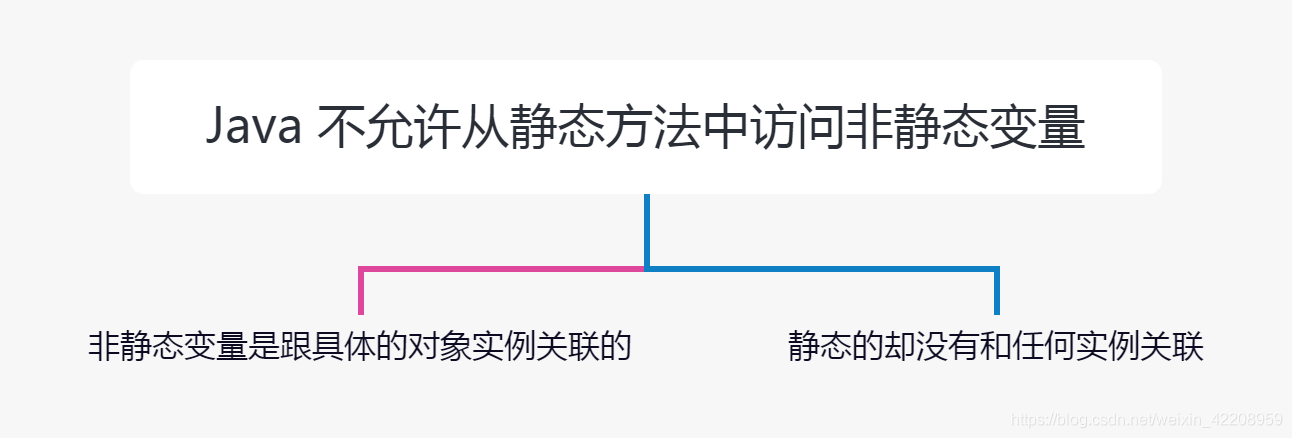 Java 不允许从静态方法中访问非静态变量
非静态变量是跟具体的对象实例关联的
静态的却没有和任何实例关联
https://blog.csdn.net/weixin_42208959